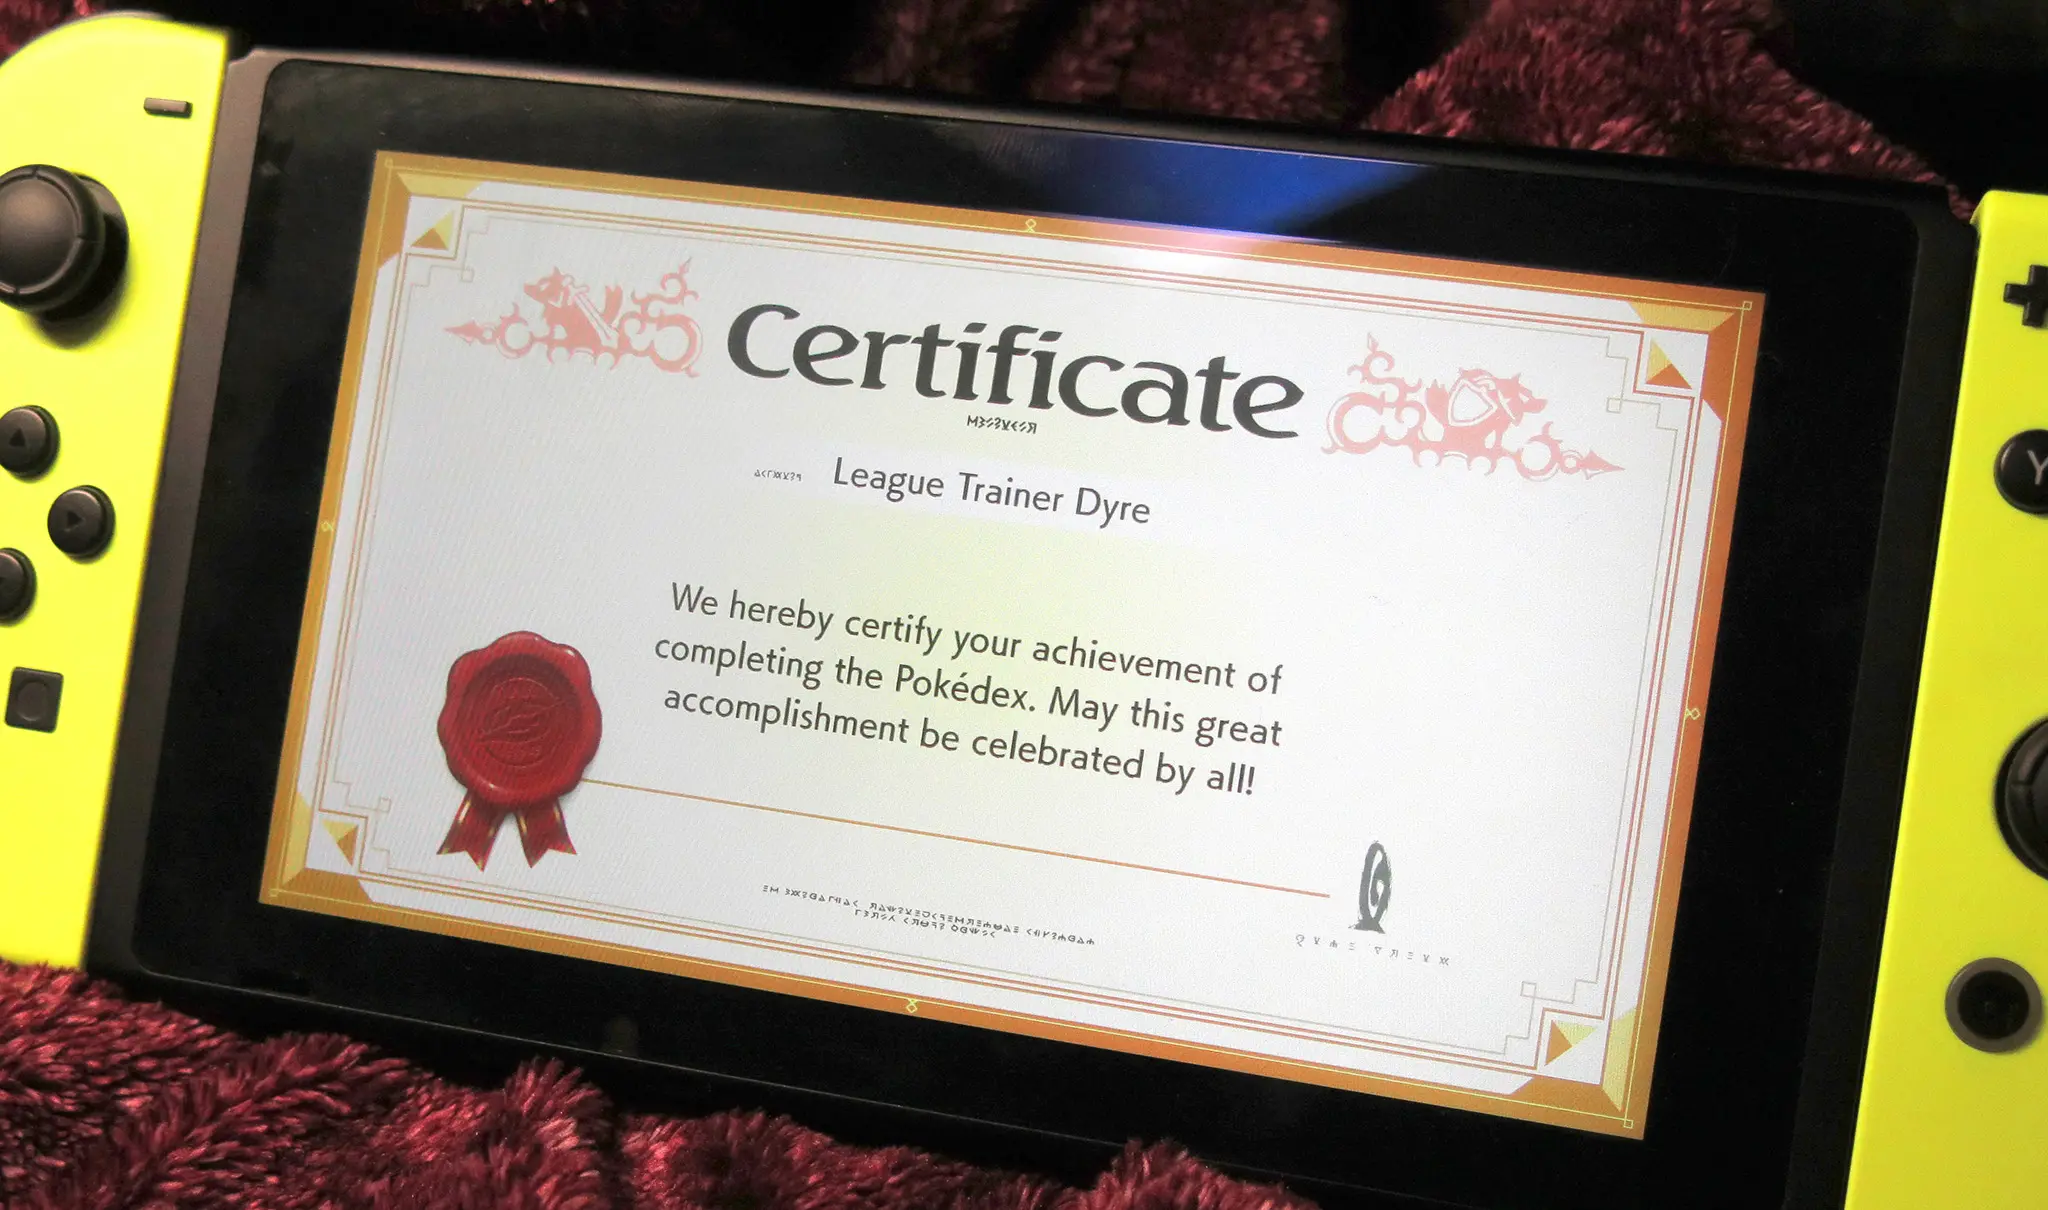 Certificate
League Trainer Dyre
We hereby certify your achievement of
completing the Pokédex. May this great
accomplishment be celebrated by all!
Y